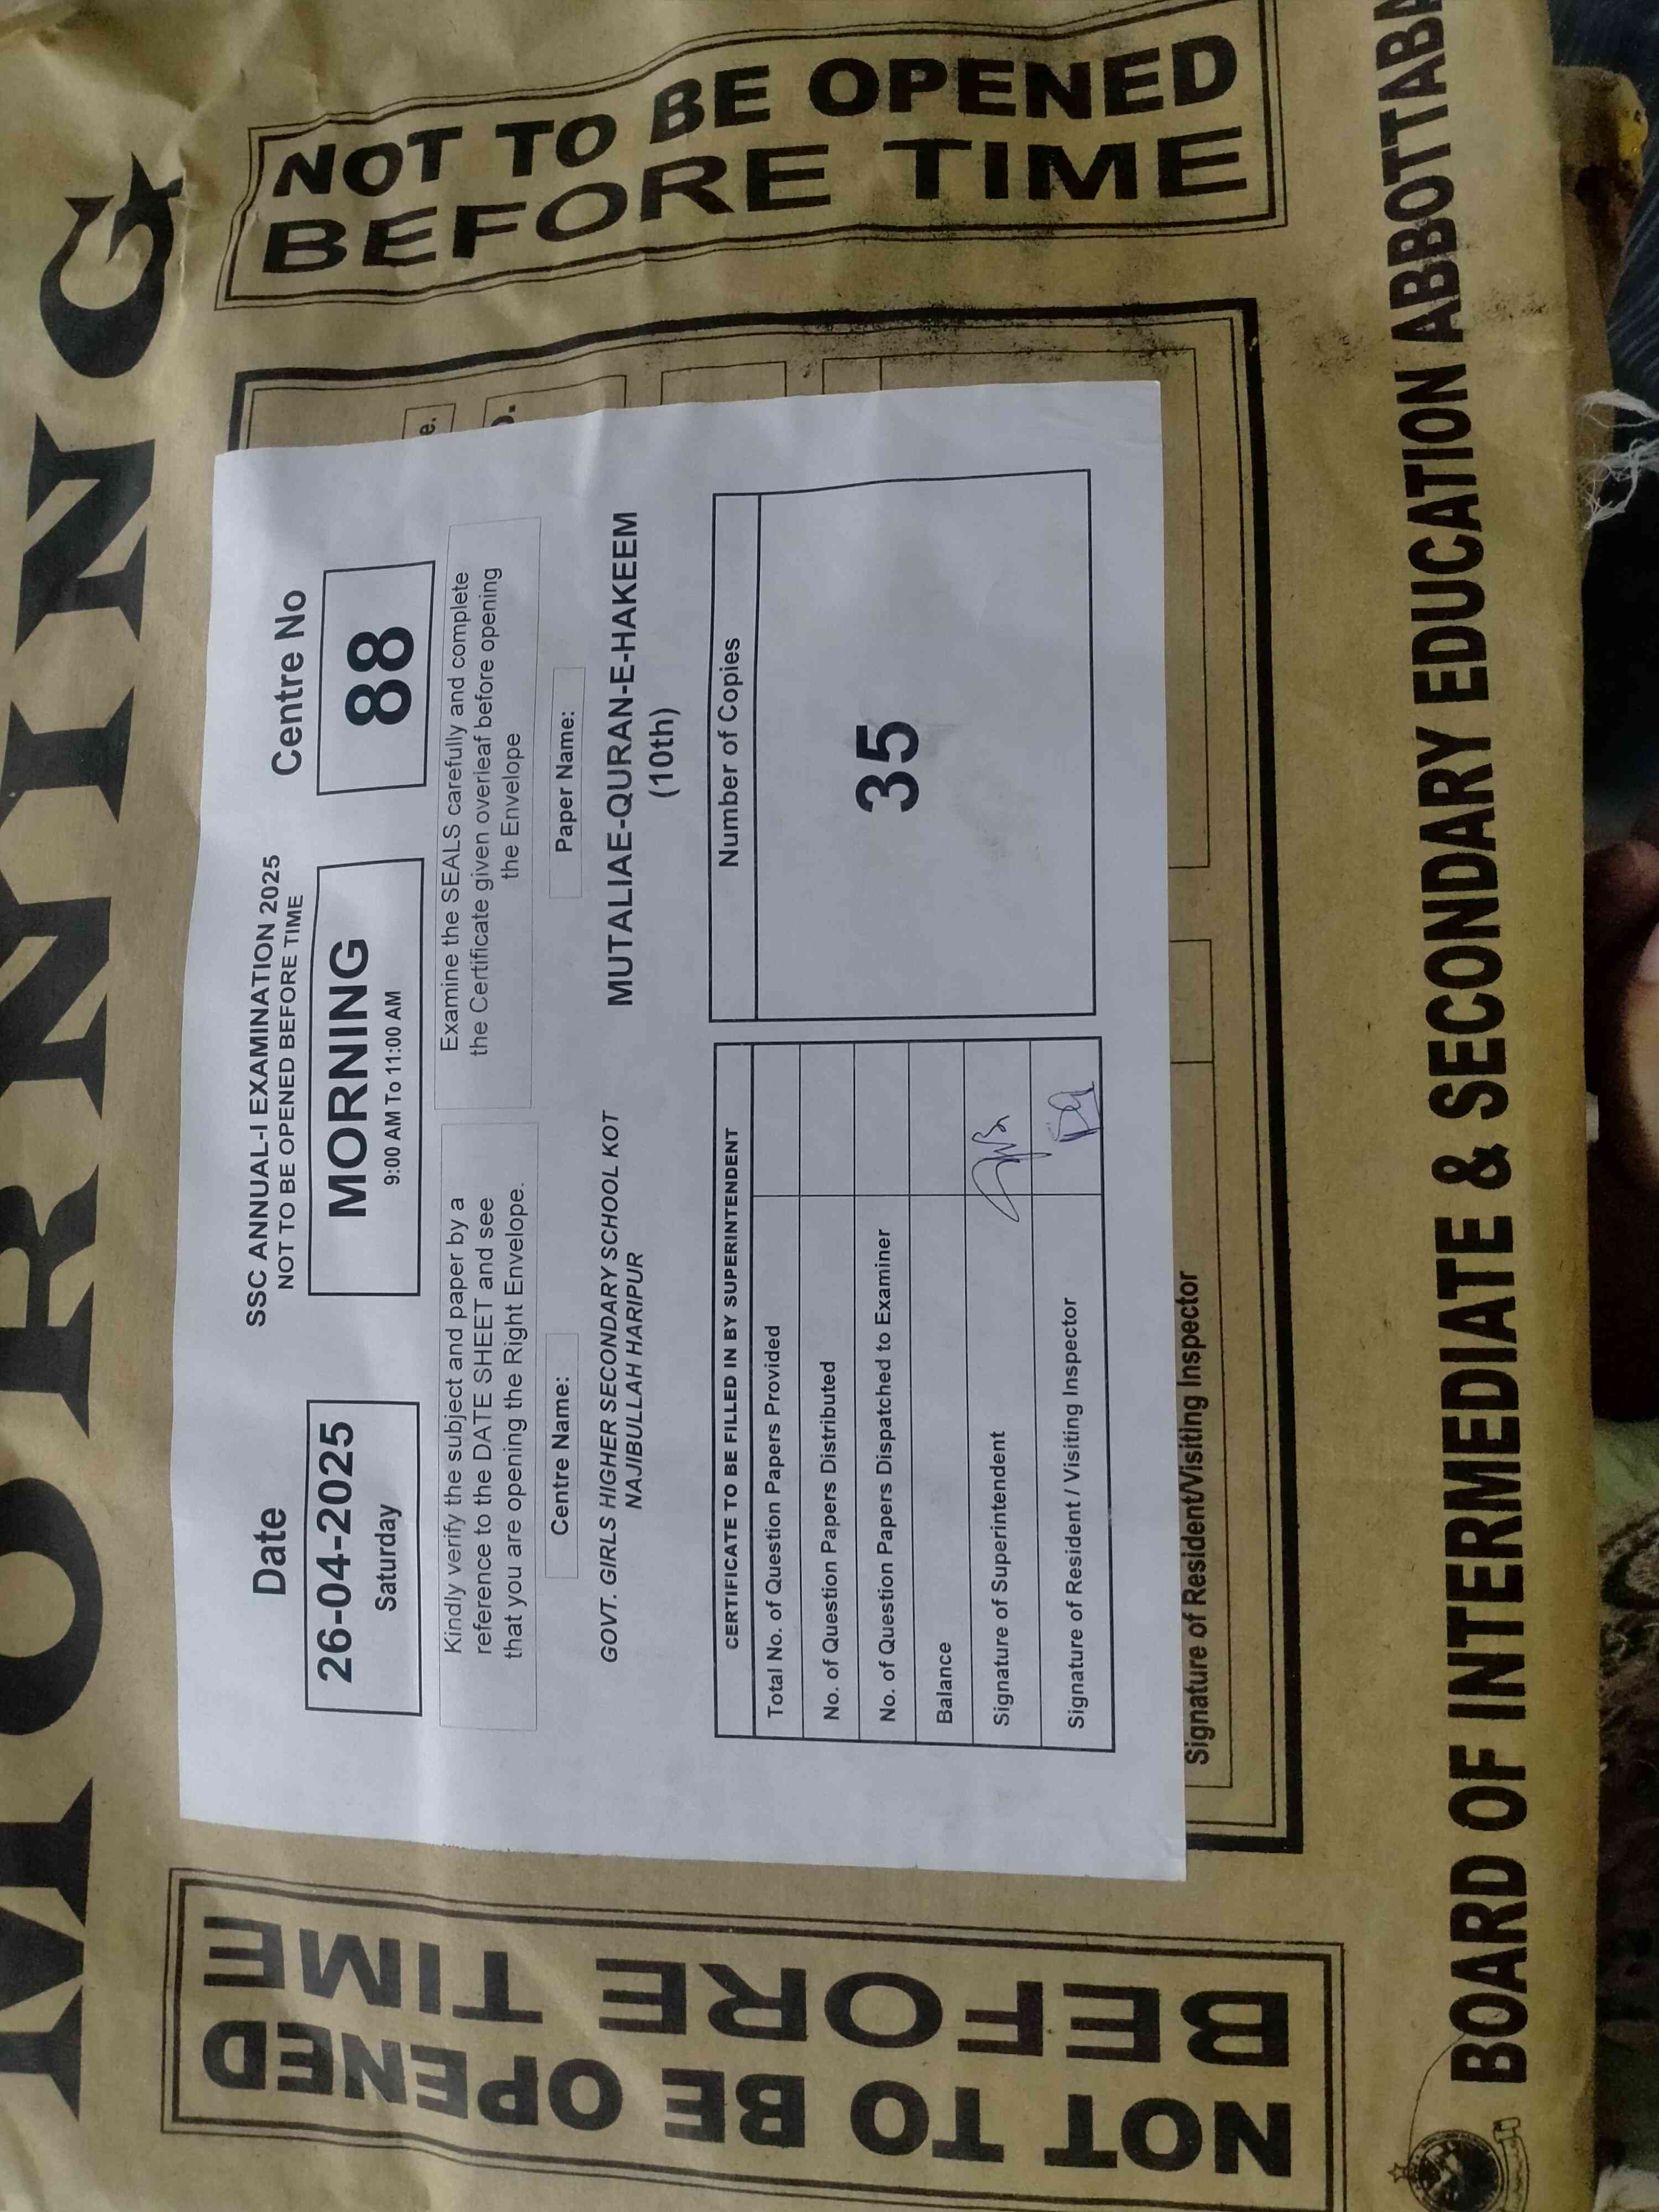 MORNING
NOT TO BE OPENED
BEFORE TIME
NOT TO BE OPENED
BEFORE TIME
Date
26-04-2025
Saturday
SSC ANNUAL-I EXAMINATION 2025
NOT TO BE OPENED BEFORE TIME
MORNING
9:00 AM To 11:00 AM
Centre No
88
Kindly verify the subject and paper by a
reference to the DATE SHEET and see
that you are opening the Right Envelope.
Examine the SEALS carefully and complete
the Certificate given overleaf before opening
the Envelope
Centre Name:
GOVT. GIRLS HIGHER SECONDARY SCHOOL KOT
NAJIBULLAH HARIPUR
Paper Name:
MUTALIAE-QURAN-E-HAKEEM
(10th)
CERTIFICATE TO BE FILLED IN BY SUPERINTENDENT
Total No. of Question Papers Provided
No. of Question Papers Distributed
No. of Question Papers Dispatched to Examiner
Balance
Signature of Superintendent
Signature of Resident / Visiting Inspector
Number of Copies
35
Signature of Resident/Visiting Inspector
BOARD OF INTERMEDIATE & SECONDARY EDUCATION ABBOTTABA